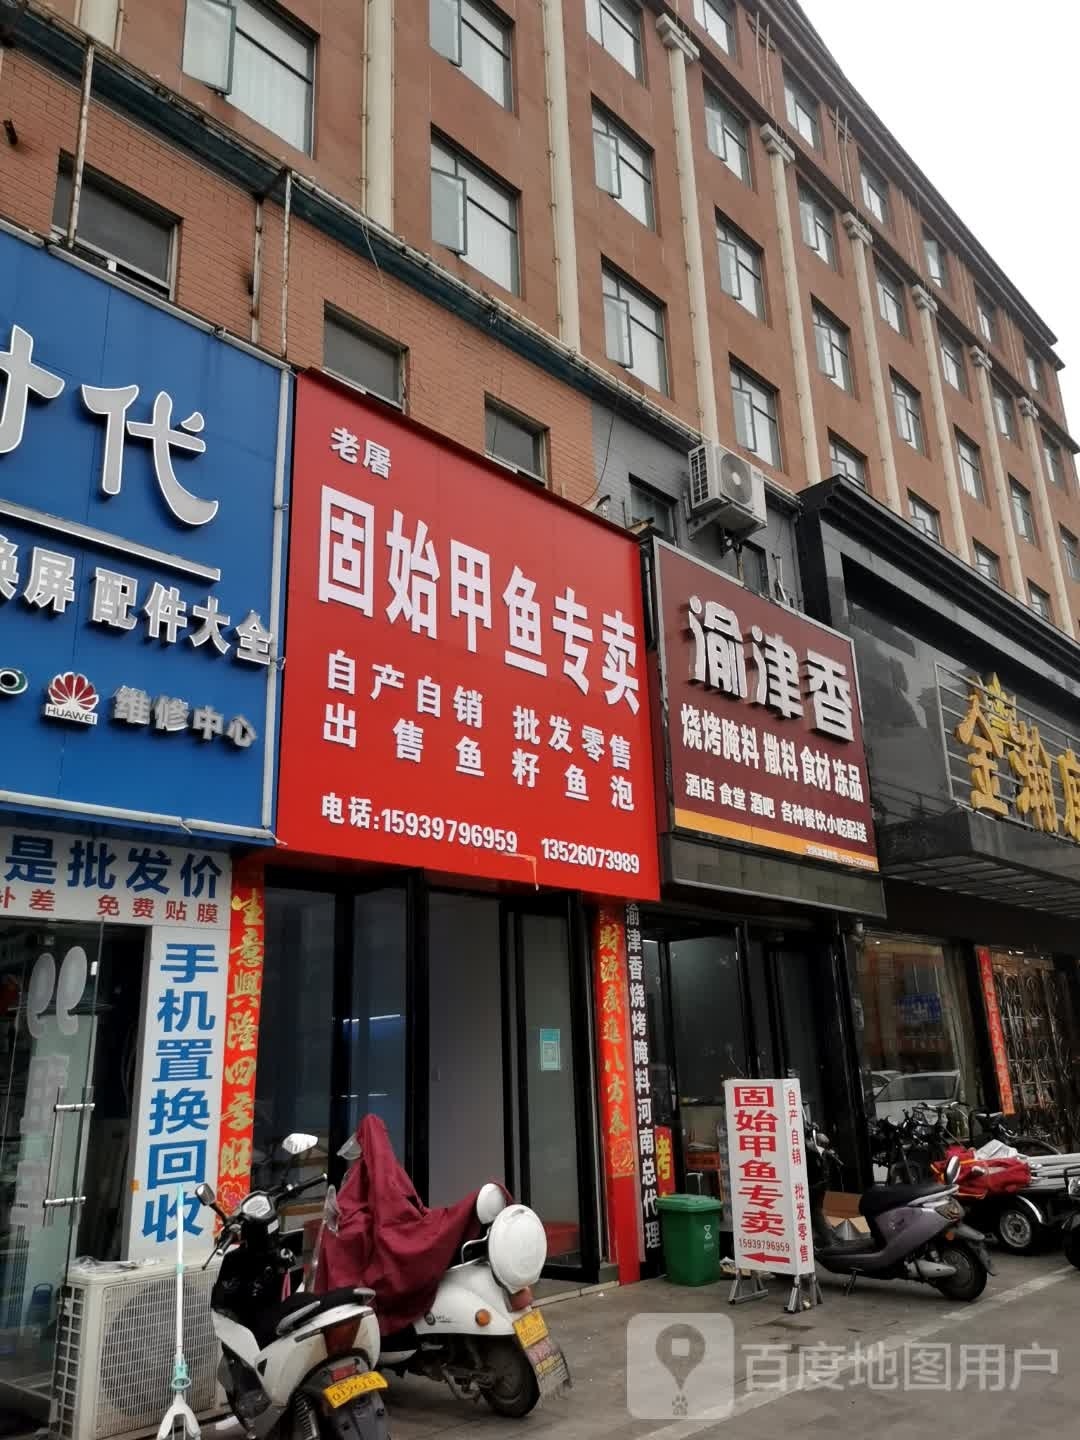 时代
换屏 配件大全
HUAWEI 维修中心
是批发价
补差 免费贴膜
手机置换回收
老屠
固始甲鱼专卖
自产自销 批发零售
出售鱼籽鱼泡
电话:15939796959 13526073989
生意興隆四季旺
財源廣進八方來
渝津香
烧烤腌料 撒料 食材 冻品
酒店 食堂 酒吧 各种餐饮小吃配送
渝津香烧烤腌料河南总代理
烤
固始甲鱼专卖
15939796959
自产自销 批发零售
金瀚
百度地图用户